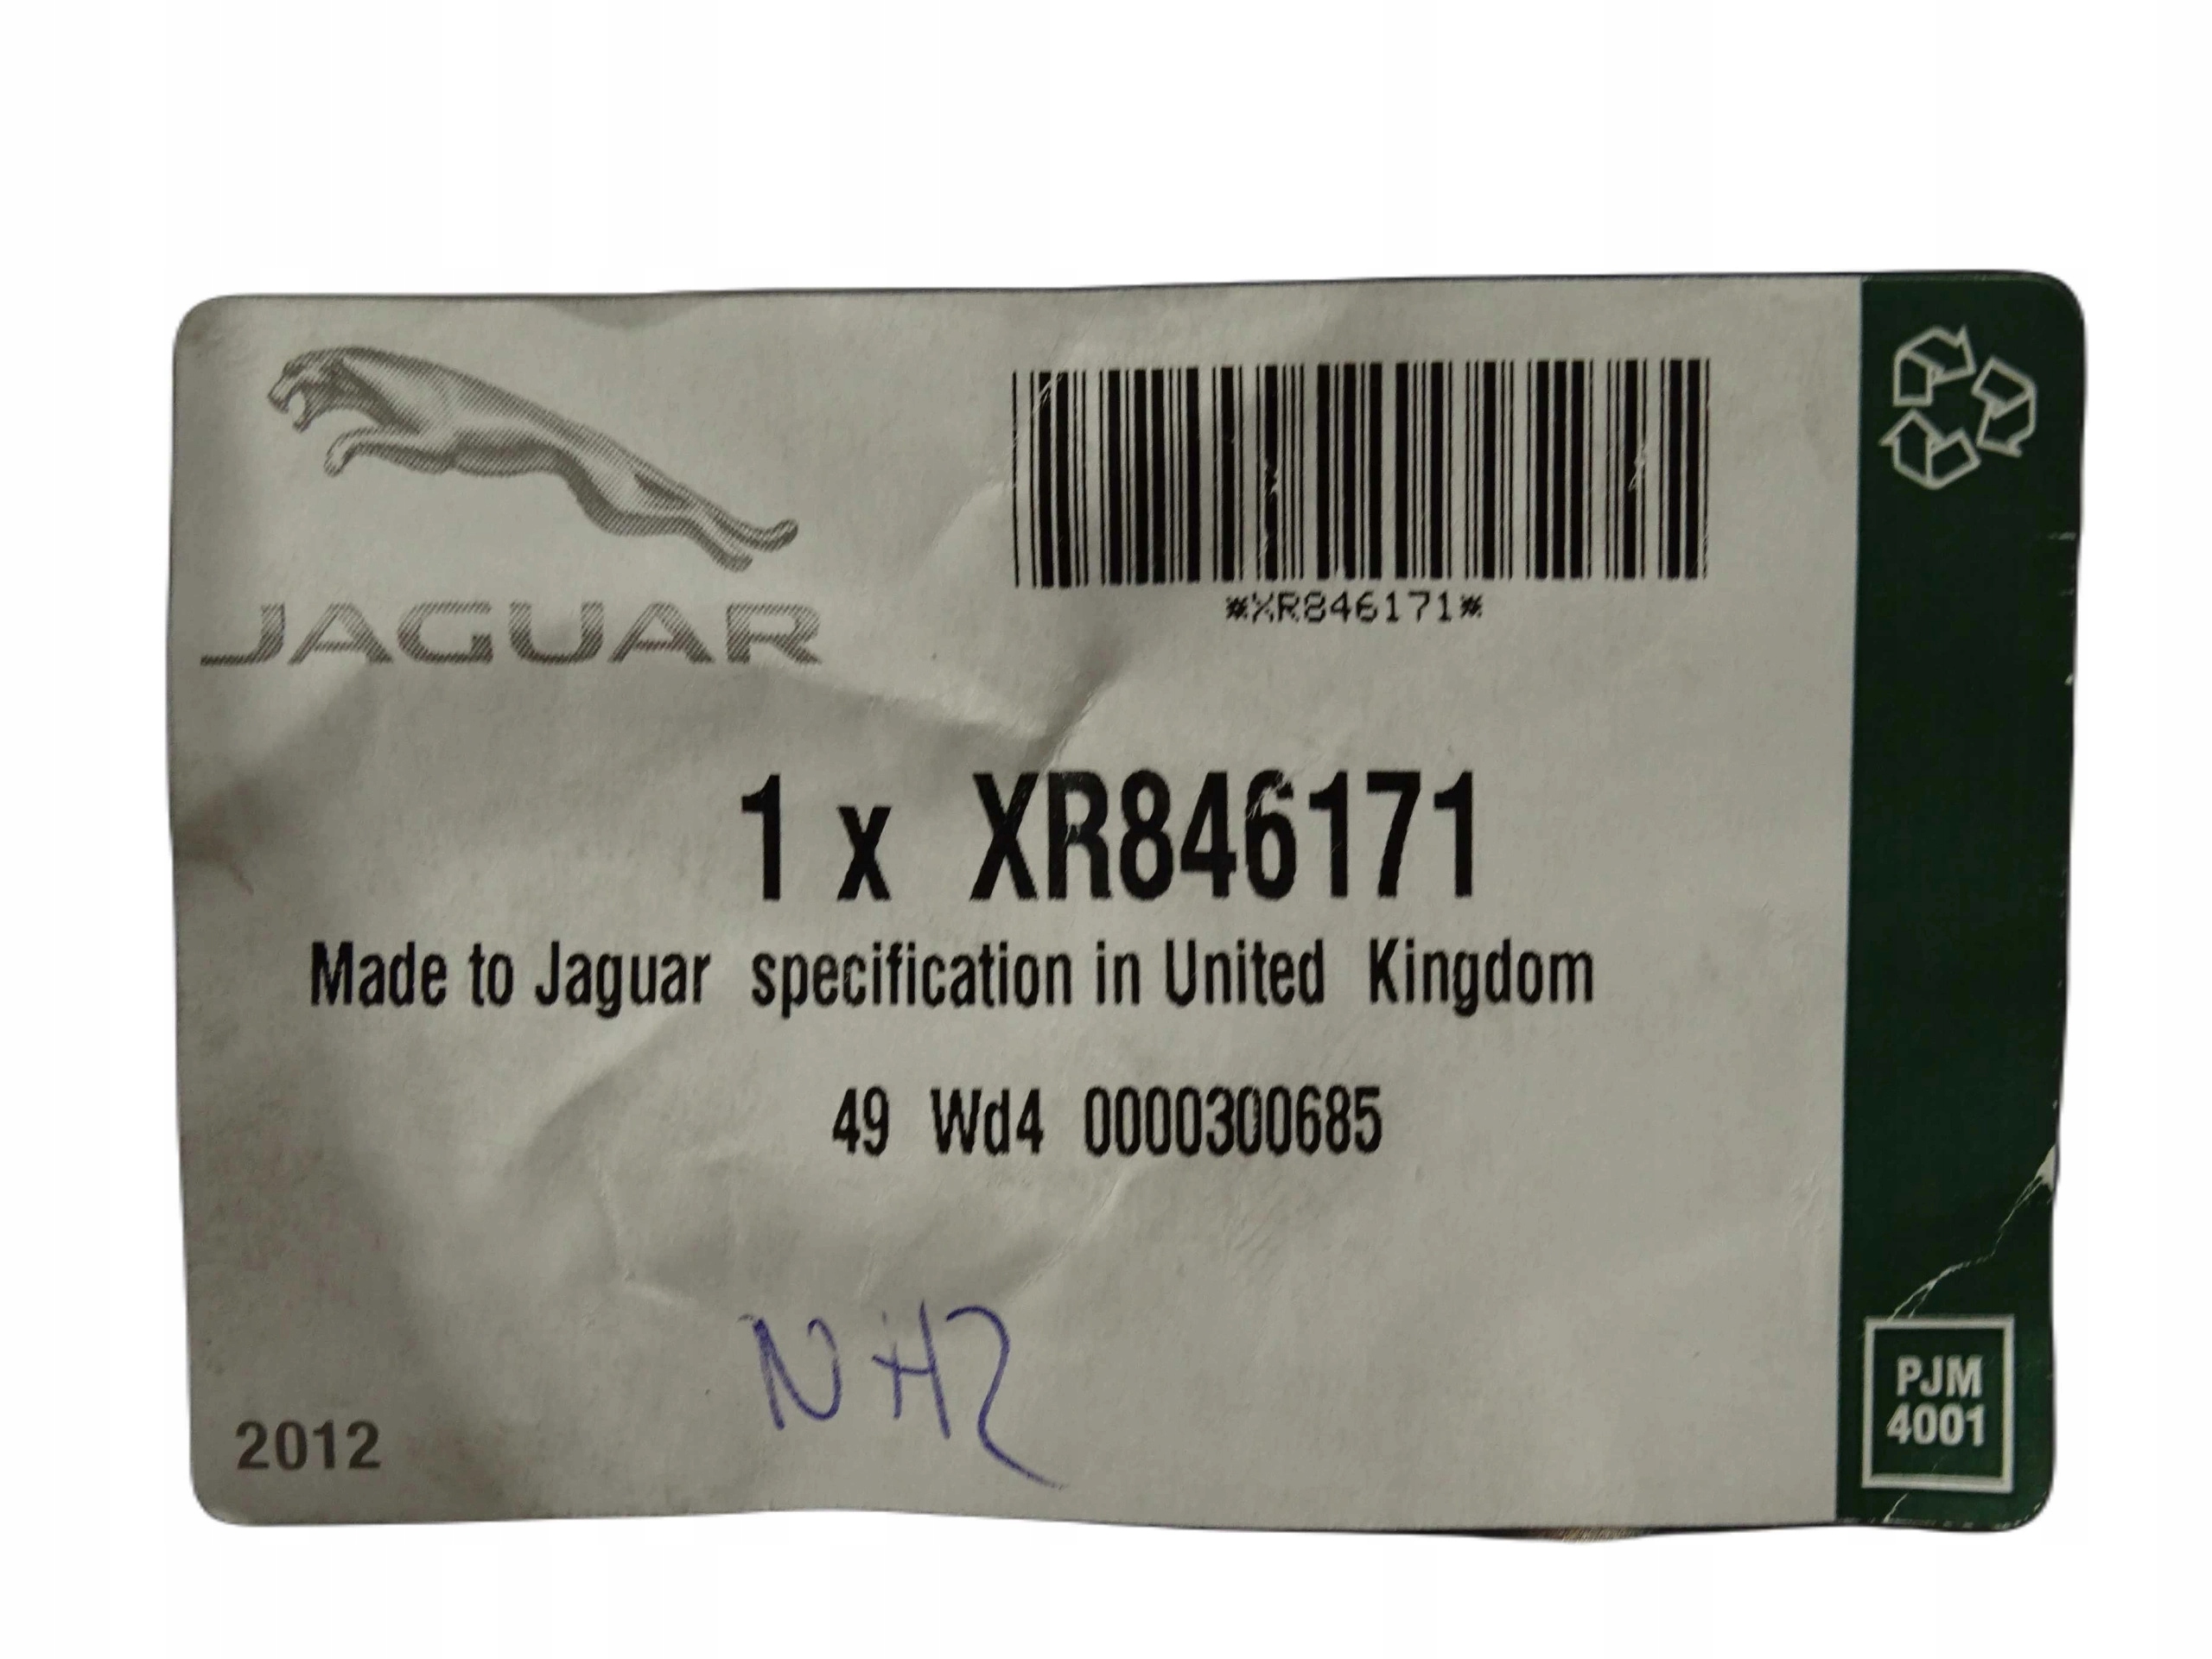 JAGUAR
*XR846171*
1 x XR846171
Made to Jaguar specification in United Kingdom
49 Wd4 0000300685
2012
PJM
4001